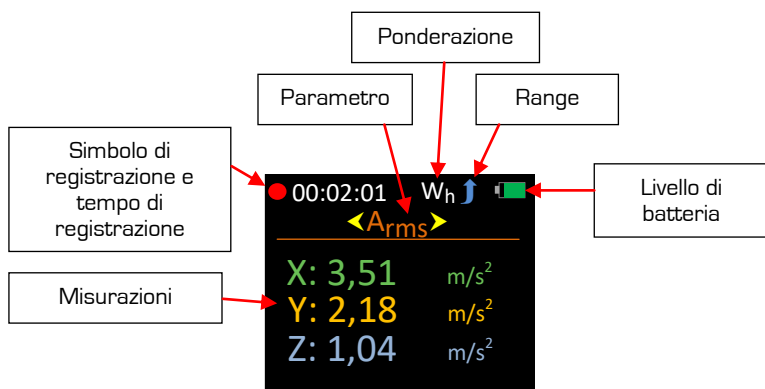 Ponderazione
Parametro
Range
Simbolo di
registrazione e
tempo di
registrazione
Livello di
batteria
Misurazioni
00:02:01 Wh
Arms
X: 3,51 m/s²
Y: 2,18 m/s²
Z: 1,04 m/s²